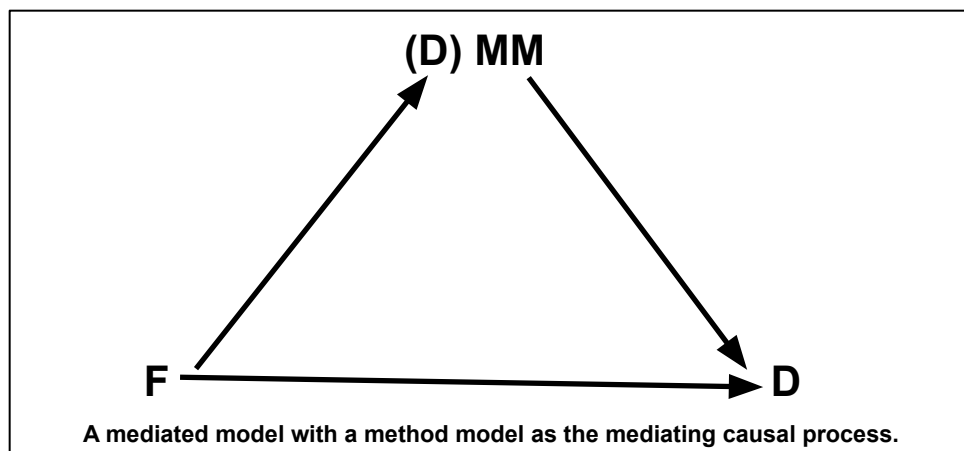 (D) MM
F
D
A mediated model with a method model as the mediating causal process.